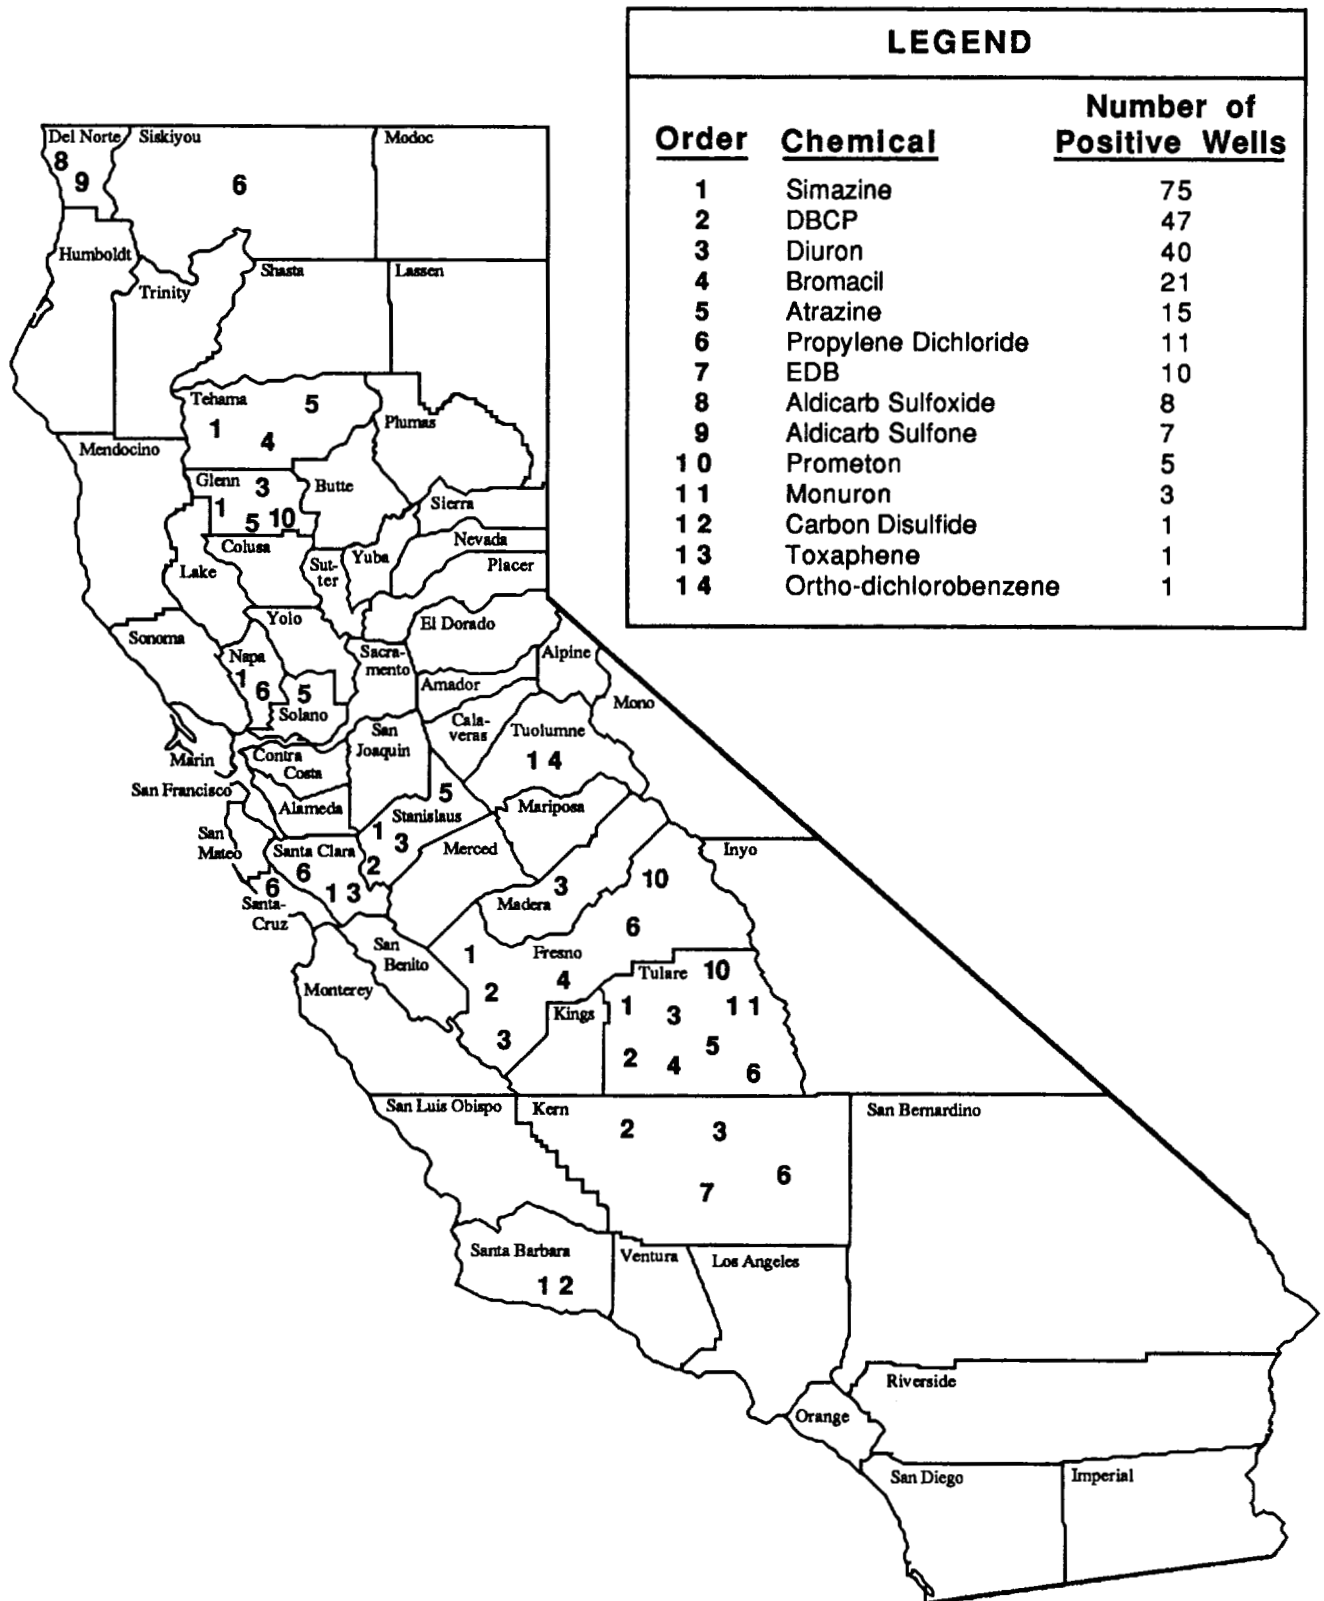 LEGEND
Order Chemical Number of Positive Wells
1 Simazine 75
2 DBCP 47
3 Diuron 40
4 Bromacil 21
5 Atrazine 15
6 Propylene Dichloride 11
7 EDB 10
8 Aldicarb Sulfoxide 8
9 Aldicarb Sulfone 7
10 Prometon 5
11 Monuron 3
12 Carbon Disulfide 1
13 Toxaphene 1
14 Ortho-dichlorobenzene 1
Del Norte
8
9
Siskiyou
6
Modoc
Humboldt
Trinity
Shasta
Lassen
Tehama
5
1
4
Plumas
Mendocino
Glenn
3
1
5
10
Butte
Sierra
Colusa
Lake
Sut-
ter
Yuba
Nevada
Placer
Sonoma
Yolo
El Dorado
Napa
1
6
5
Solano
Sacra-
mento
Amador
Alpine
Mono
Marin
Contra
Costa
San
Joaquin
Cala-
veras
Tuolumne
14
San Francisco
Alameda
5
Stanislaus
1
3
2
Mariposa
San
Mateo
Santa Clara
6
13
Merced
Inyo
6
Santa-
Cruz
Madera
3
10
6
Fresno
1
4
2
3
San
Benito
Monterey
Kings
Tulare
10
1
3
11
2
4
5
6
San Luis Obispo
Kern
2
3
6
7
San Bernardino
Santa Barbara
12
Ventura
Los Angeles
Riverside
Orange
San Diego
Imperial